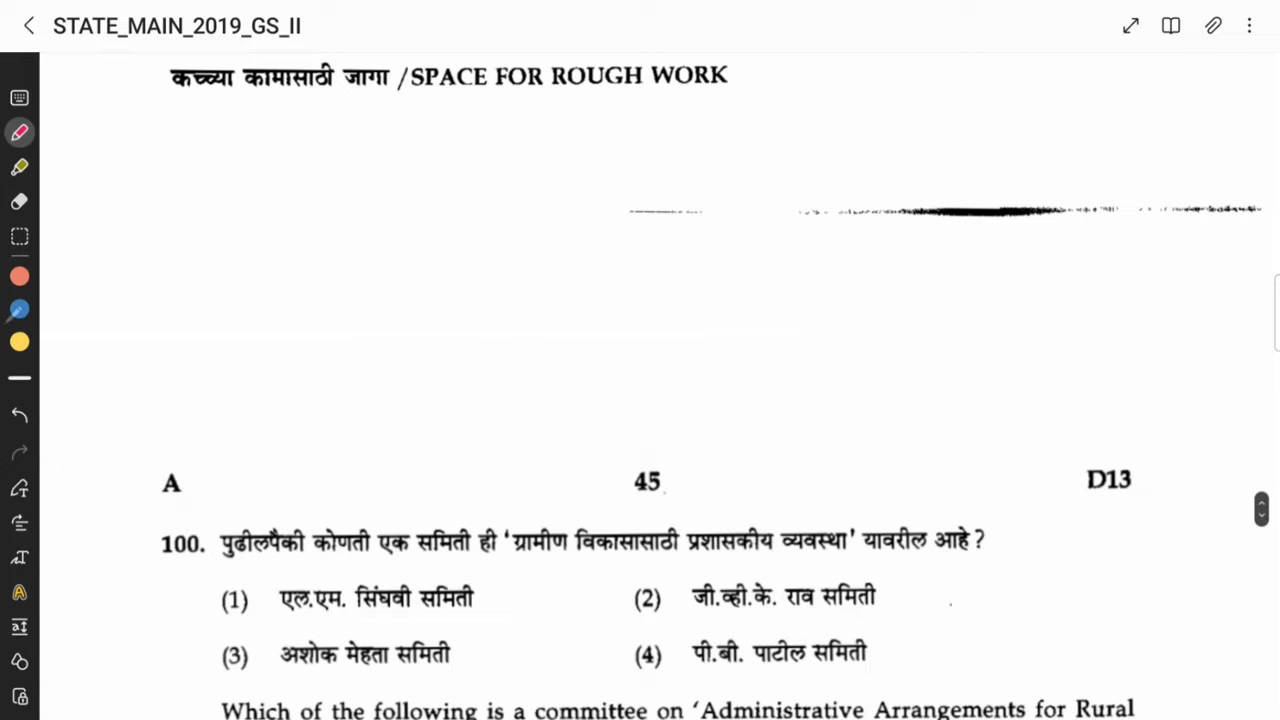 STATE_MAIN_2019_GS_II
कच्च्या कामासाठी जागा /SPACE FOR ROUGH WORK
A 45 D13
100. पुढीलपैकी कोणती एक समिती ही ‘ग्रामीण विकासासाठी प्रशासकीय व्यवस्था’ यावरील आहे ?
(1) एल.एम. सिंघवी समिती (2) जी.व्ही.के. राव समिती
(3) अशोक मेहता समिती (4) पी.बी. पाटील समिती
Which of the following is a committee on ‘Administrative Arrangements for Rural